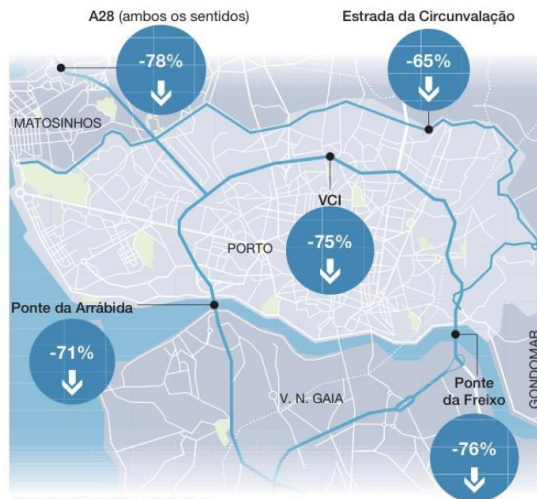 A28 (ambos os sentidos)
-78%
Estrada da Circunvalação
-65%
MATOSINHOS
VCI
-75%
PORTO
Ponte da Arrábida
-71%
V. N. GAIA
GONDOMAR
Ponte
da Freixo
-76%